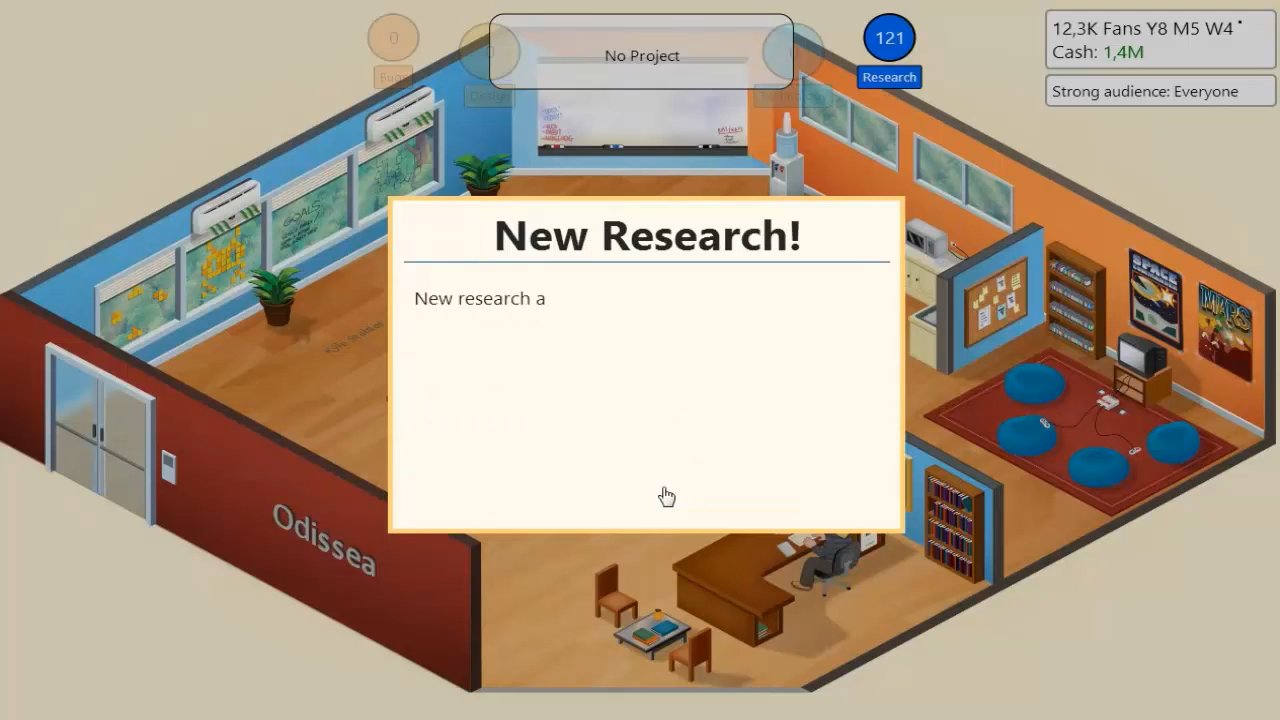 0
No Project
121
12,3K Fans Y8 M5 W4
Bugs
Research
Cash: 1,4M
Design
Strong audience: Everyone
GOALS
New Research!
New research a
SPACE
Odissea